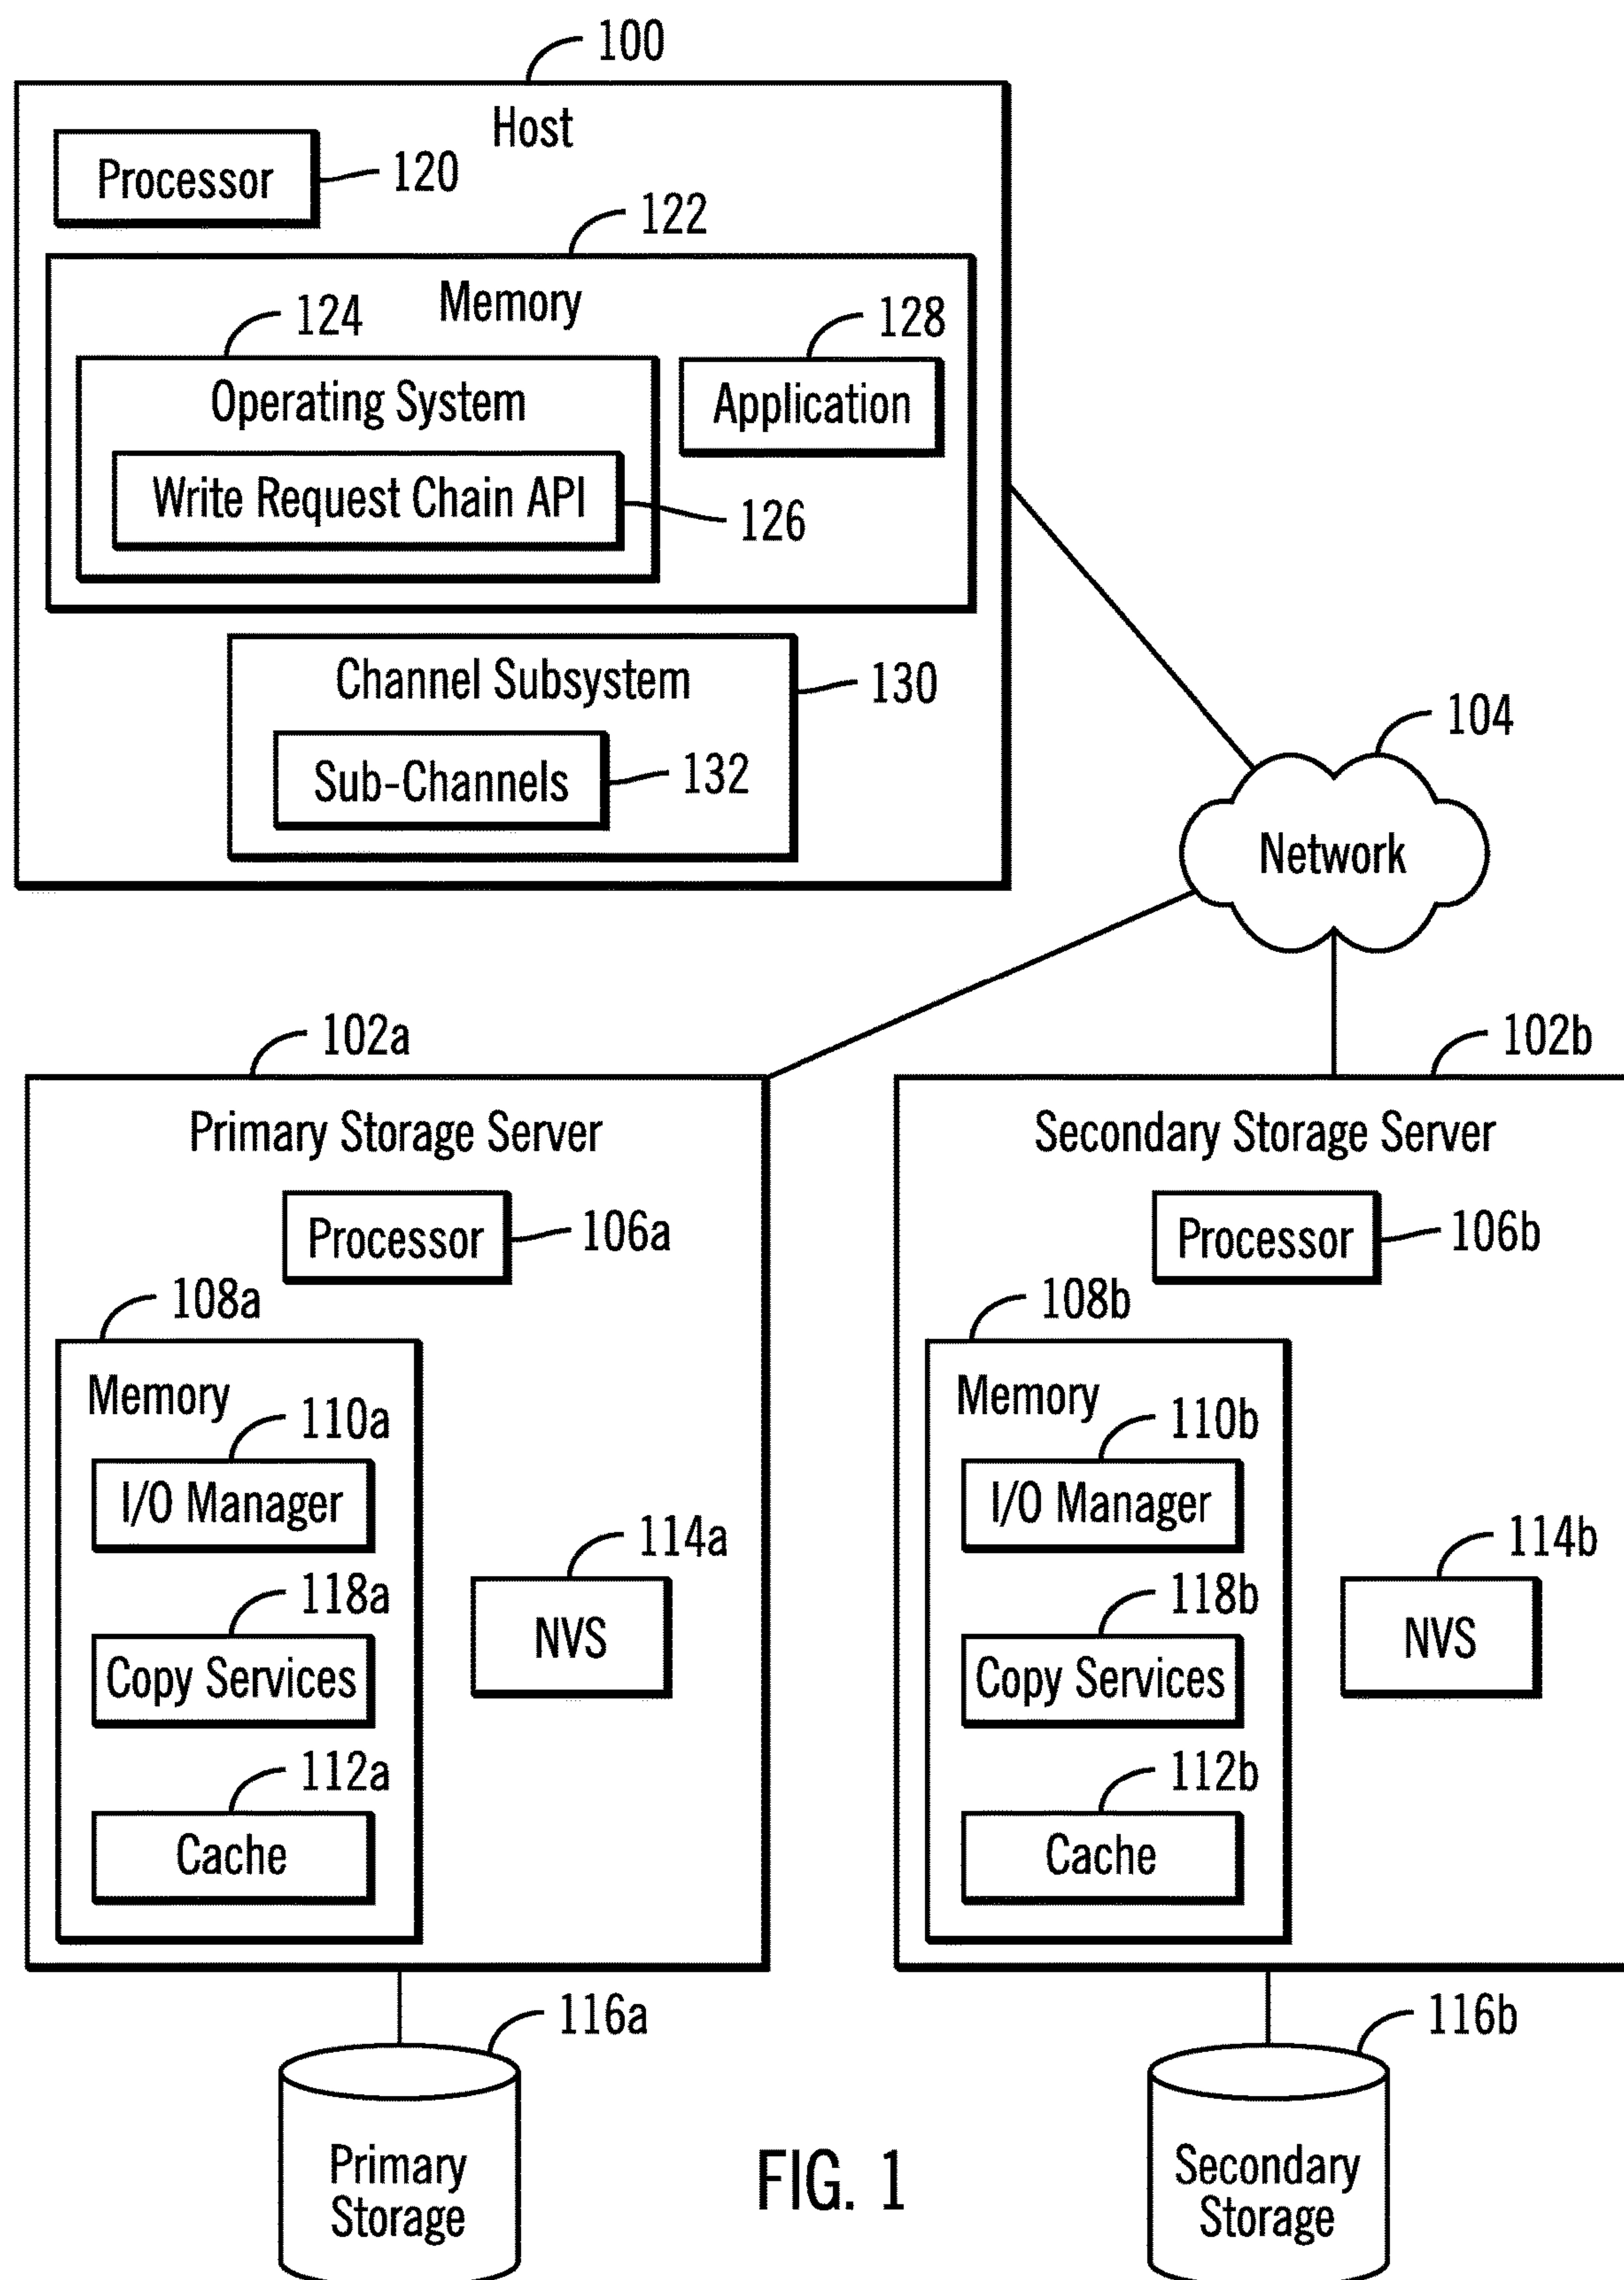 100
Host
Processor
120
122
Memory
124
128
Operating System
Application
Write Request Chain API
126
Channel Subsystem
130
Sub-Channels
132
104
Network
102a
Primary Storage Server
Processor
106a
108a
Memory
110a
I/O Manager
114a
NVS
118a
Copy Services
112a
Cache
116a
Primary
Storage
102b
Secondary Storage Server
Processor
106b
108b
Memory
110b
I/O Manager
114b
NVS
118b
Copy Services
112b
Cache
116b
Secondary
Storage
FIG. 1